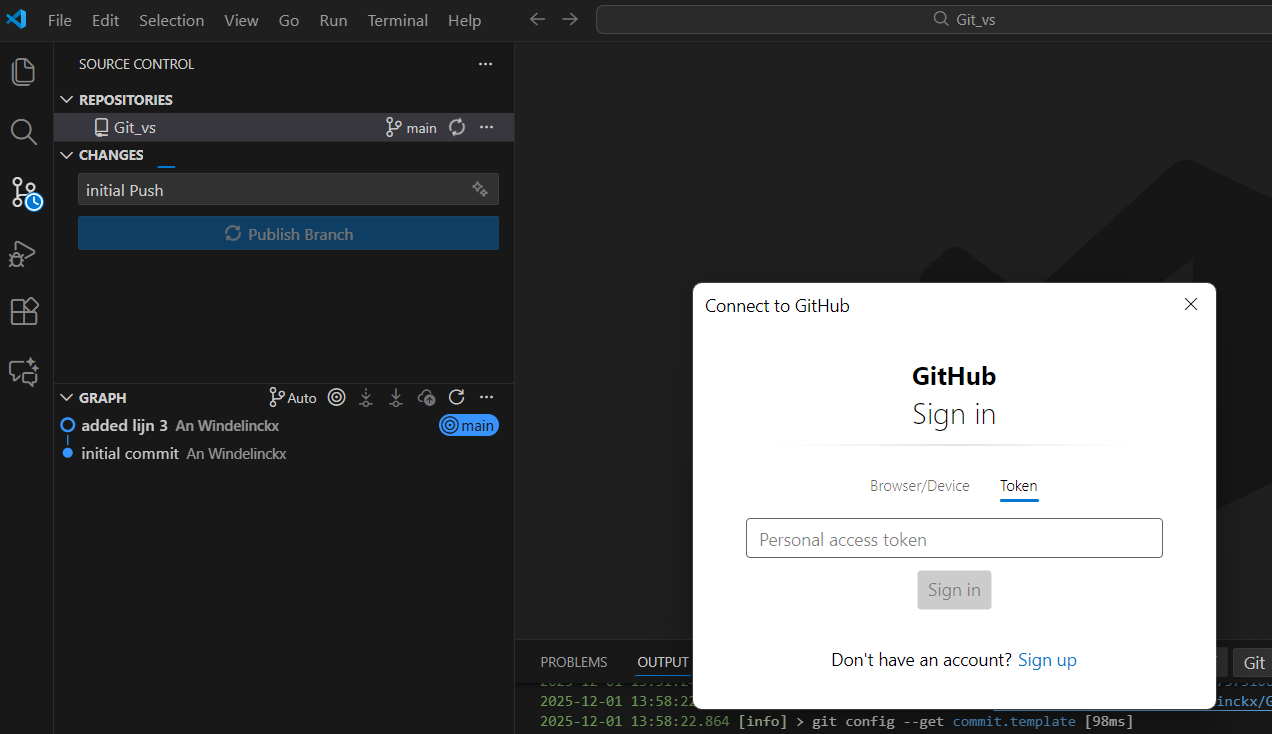 File Edit Selection View Go Run Terminal Help
Git_vs
SOURCE CONTROL
REPOSITORIES
Git_vs main
CHANGES
initial Push
Publish Branch
GRAPH Auto
added lijn 3 An Windelinckx main
initial commit An Windelinckx
Connect to GitHub
GitHub
Sign in
Browser/Device Token
Personal access token
Sign in
Don't have an account? Sign up
PROBLEMS OUTPUT Git
2025-12-01
2025-12-01 13:58:22
2025-12-01 13:58:22.864 [info] > git config --get commit.template [98ms]